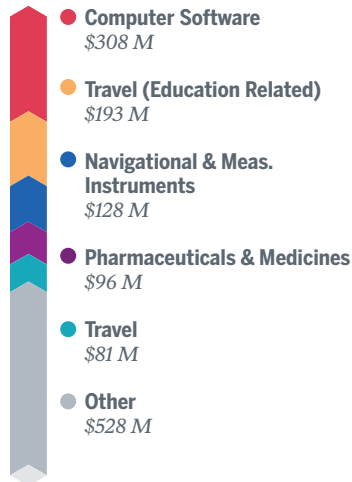 Computer Software
$308 M
Travel (Education Related)
$193 M
Navigational & Meas.
Instruments
$128 M
Pharmaceuticals & Medicines
$96 M
Travel
$81 M
Other
$528 M